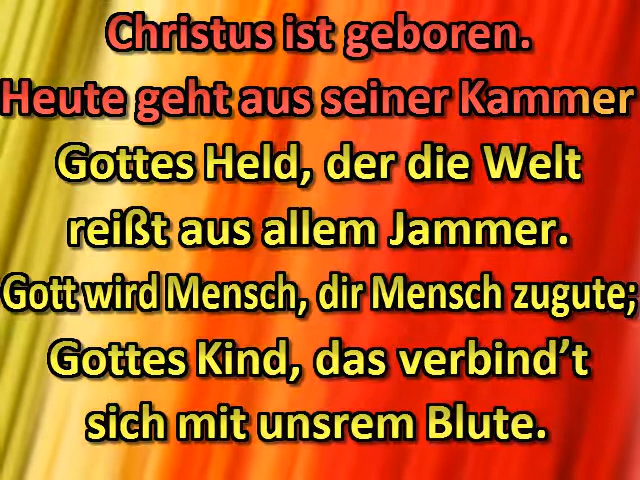 Christus ist geboren.
Heute geht aus seiner Kammer
Gottes Held, der die Welt
reißt aus allem Jammer.
Gott wird Mensch, dir Mensch zugute;
Gottes Kind, das verbind’t
sich mit unsrem Blute.